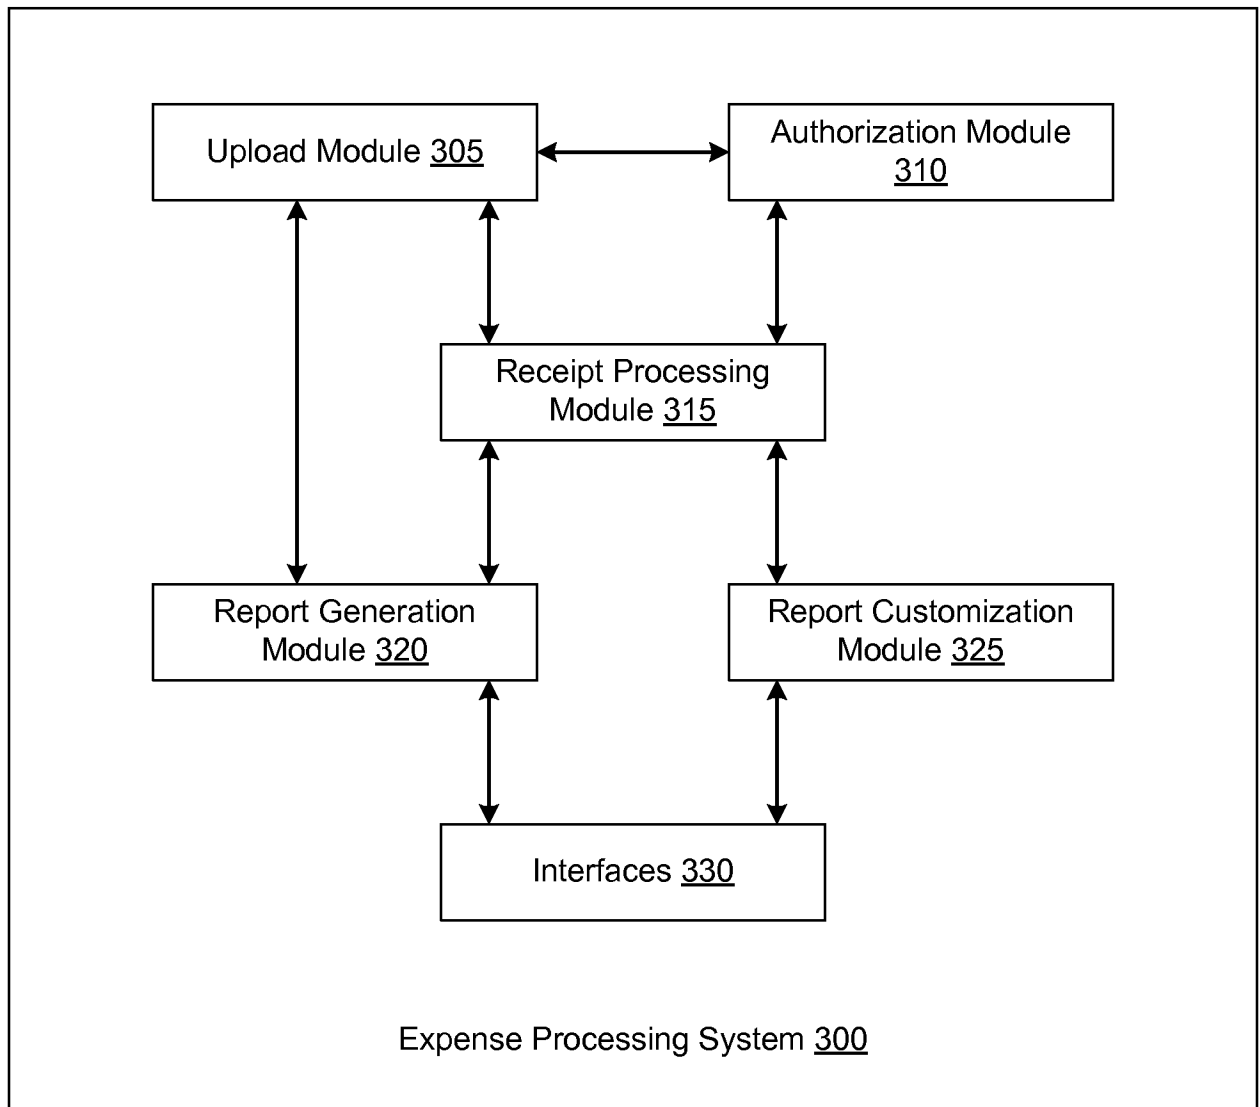 Upload Module 305
Authorization Module
310
Receipt Processing
Module 315
Report Generation
Module 320
Report Customization
Module 325
Interfaces 330
Expense Processing System 300